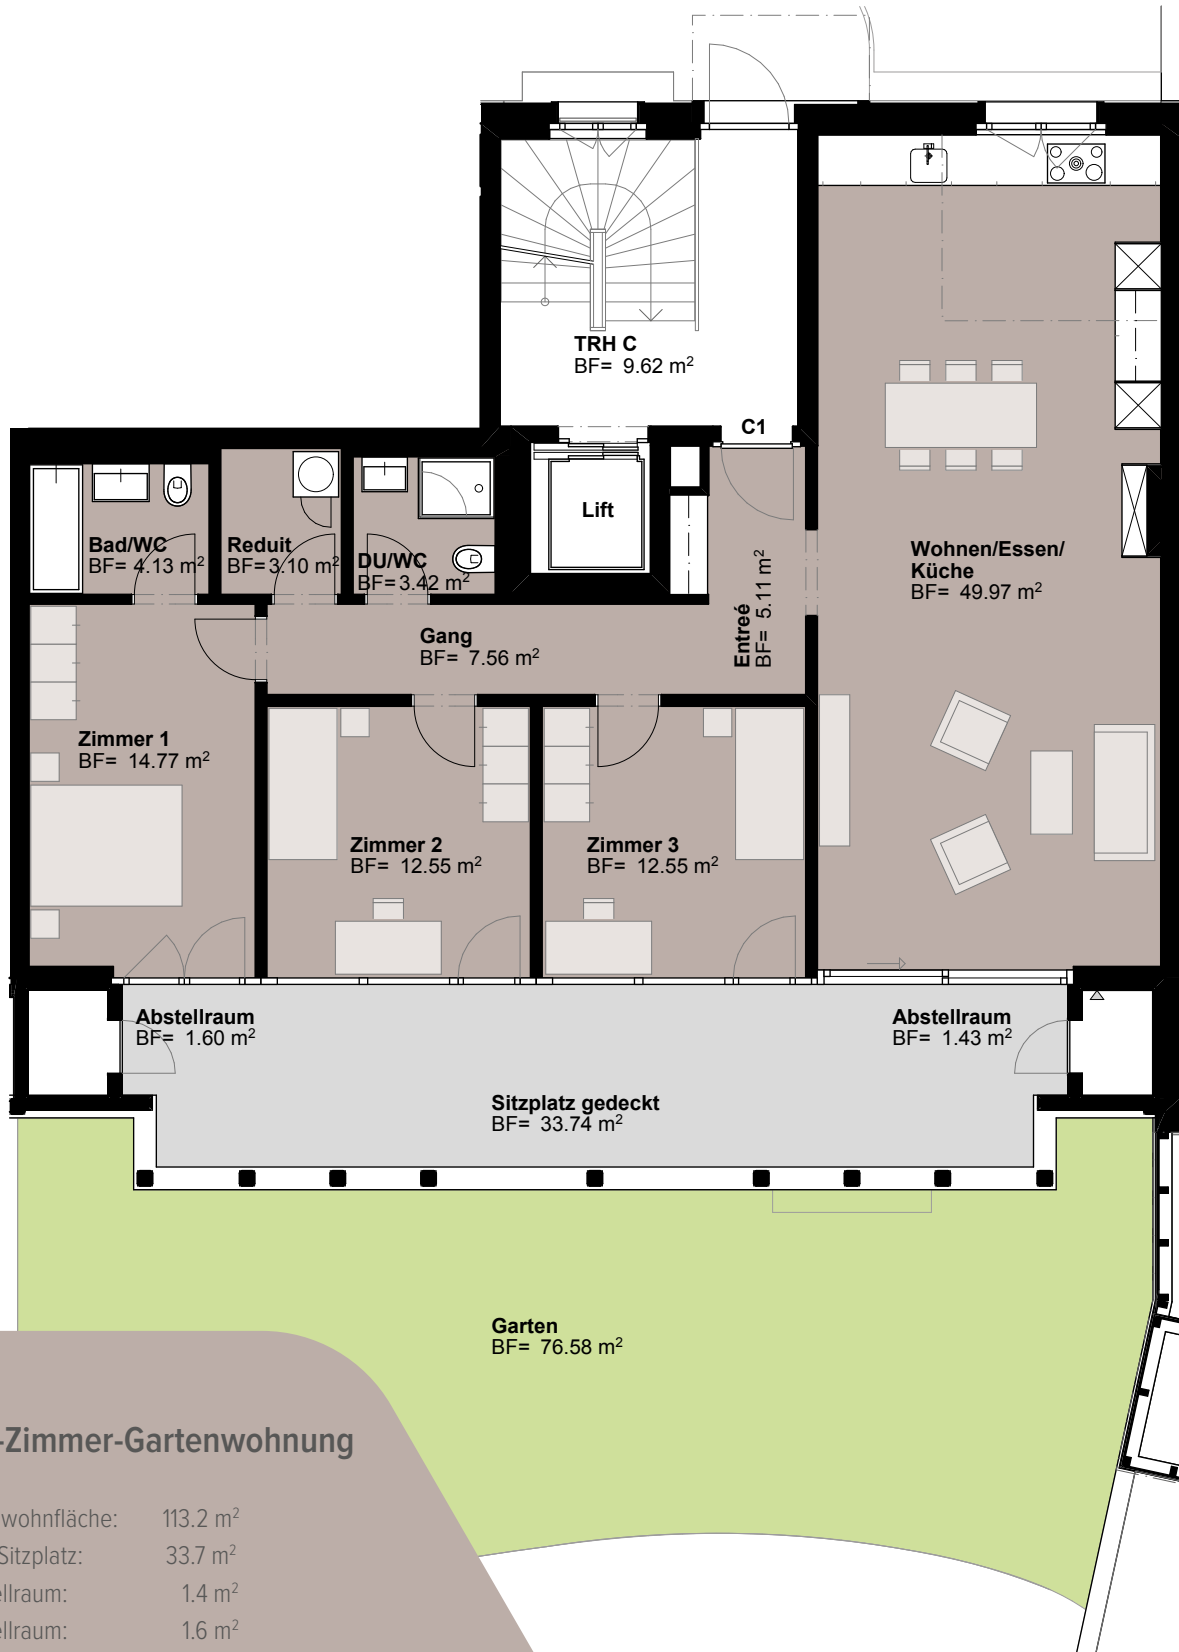 TRH C
BF= 9.62 m²
C1
Lift
Bad/WC
BF= 4.13 m²
Reduit
BF= 3.10 m²
DU/WC
BF= 3.42 m²
Entreé
BF= 5.11 m²
Wohnen/Essen/
Küche
BF= 49.97 m²
Gang
BF= 7.56 m²
Zimmer 1
BF= 14.77 m²
Zimmer 2
BF= 12.55 m²
Zimmer 3
BF= 12.55 m²
Abstellraum
BF= 1.60 m²
Abstellraum
BF= 1.43 m²
Sitzplatz gedeckt
BF= 33.74 m²
Garten
BF= 76.58 m²
-Zimmer-Gartenwohnung
wohnfläche: 113.2 m²
Sitzplatz: 33.7 m²
llraum: 1.4 m²
llraum: 1.6 m²